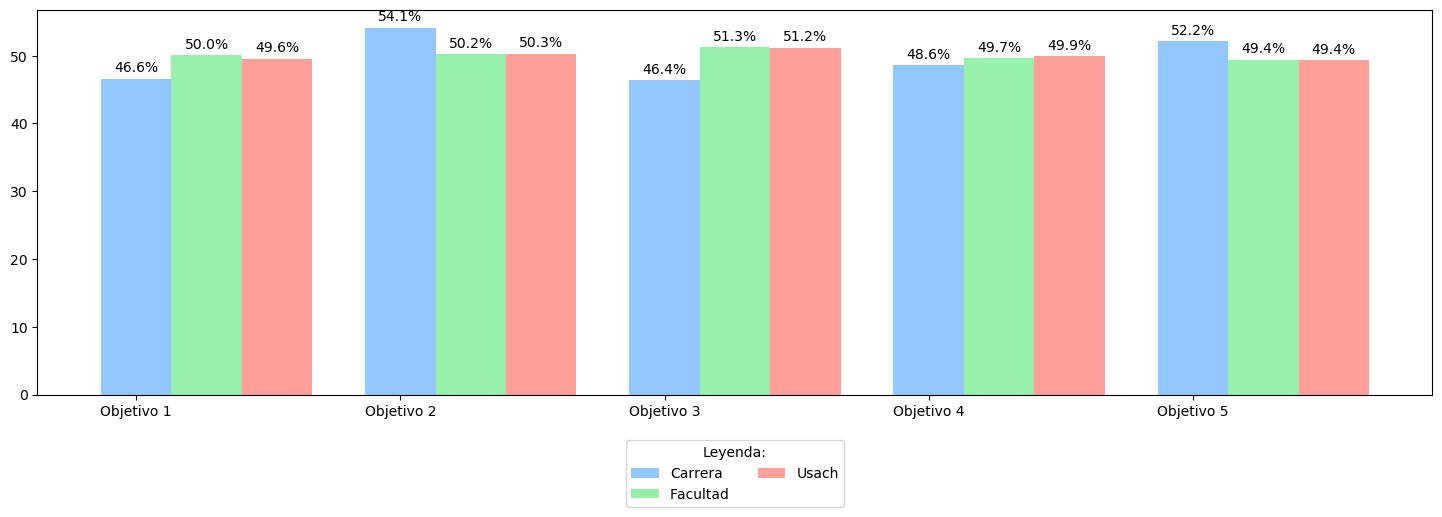 54.1%
52.2%
51.3% 51.2%
50.0% 49.6% 50.2% 50.3% 48.6% 49.7% 49.9% 49.4% 49.4%
46.6% 46.4%
50
40
30
20
10
0
Objetivo 1 Objetivo 2 Objetivo 3 Objetivo 4 Objetivo 5
Leyenda:
Carrera Usach
Facultad